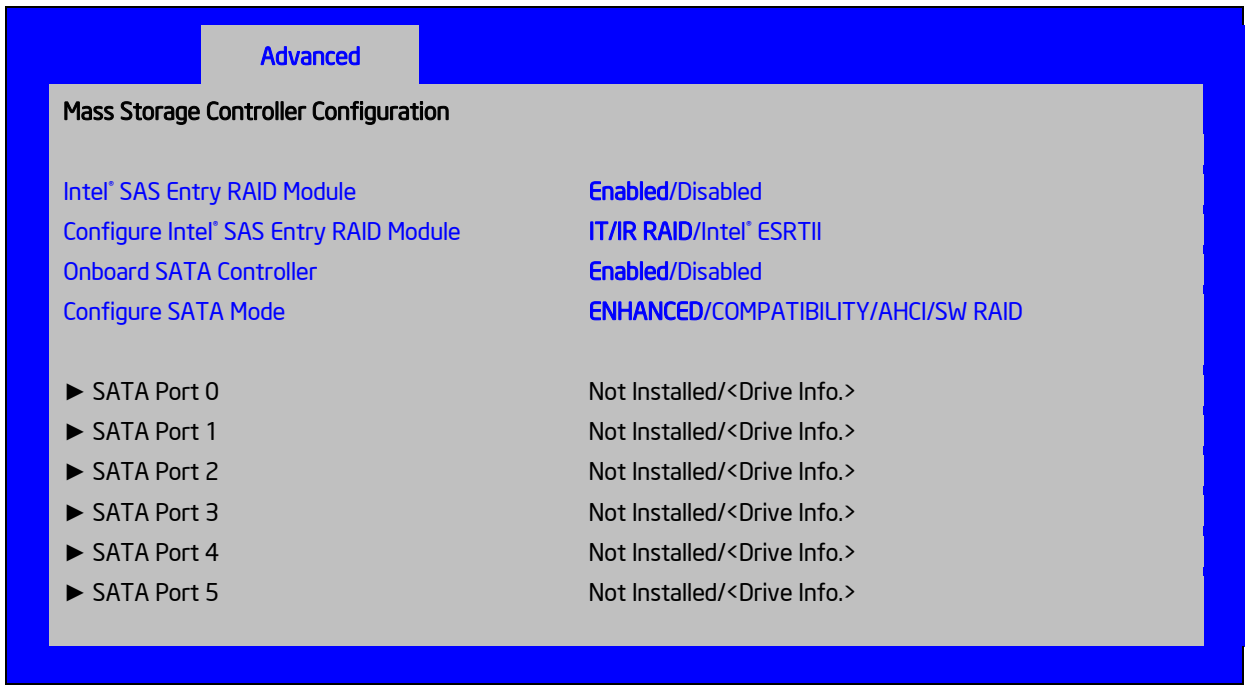 Advanced
Mass Storage Controller Configuration
Intel® SAS Entry RAID Module Enabled/Disabled
Configure Intel® SAS Entry RAID Module IT/IR RAID/Intel® ESRTII
Onboard SATA Controller Enabled/Disabled
Configure SATA Mode ENHANCED/COMPATIBILITY/AHCI/SW RAID
► SATA Port 0 Not Installed/<Drive Info.>
► SATA Port 1 Not Installed/<Drive Info.>
► SATA Port 2 Not Installed/<Drive Info.>
► SATA Port 3 Not Installed/<Drive Info.>
► SATA Port 4 Not Installed/<Drive Info.>
► SATA Port 5 Not Installed/<Drive Info.>